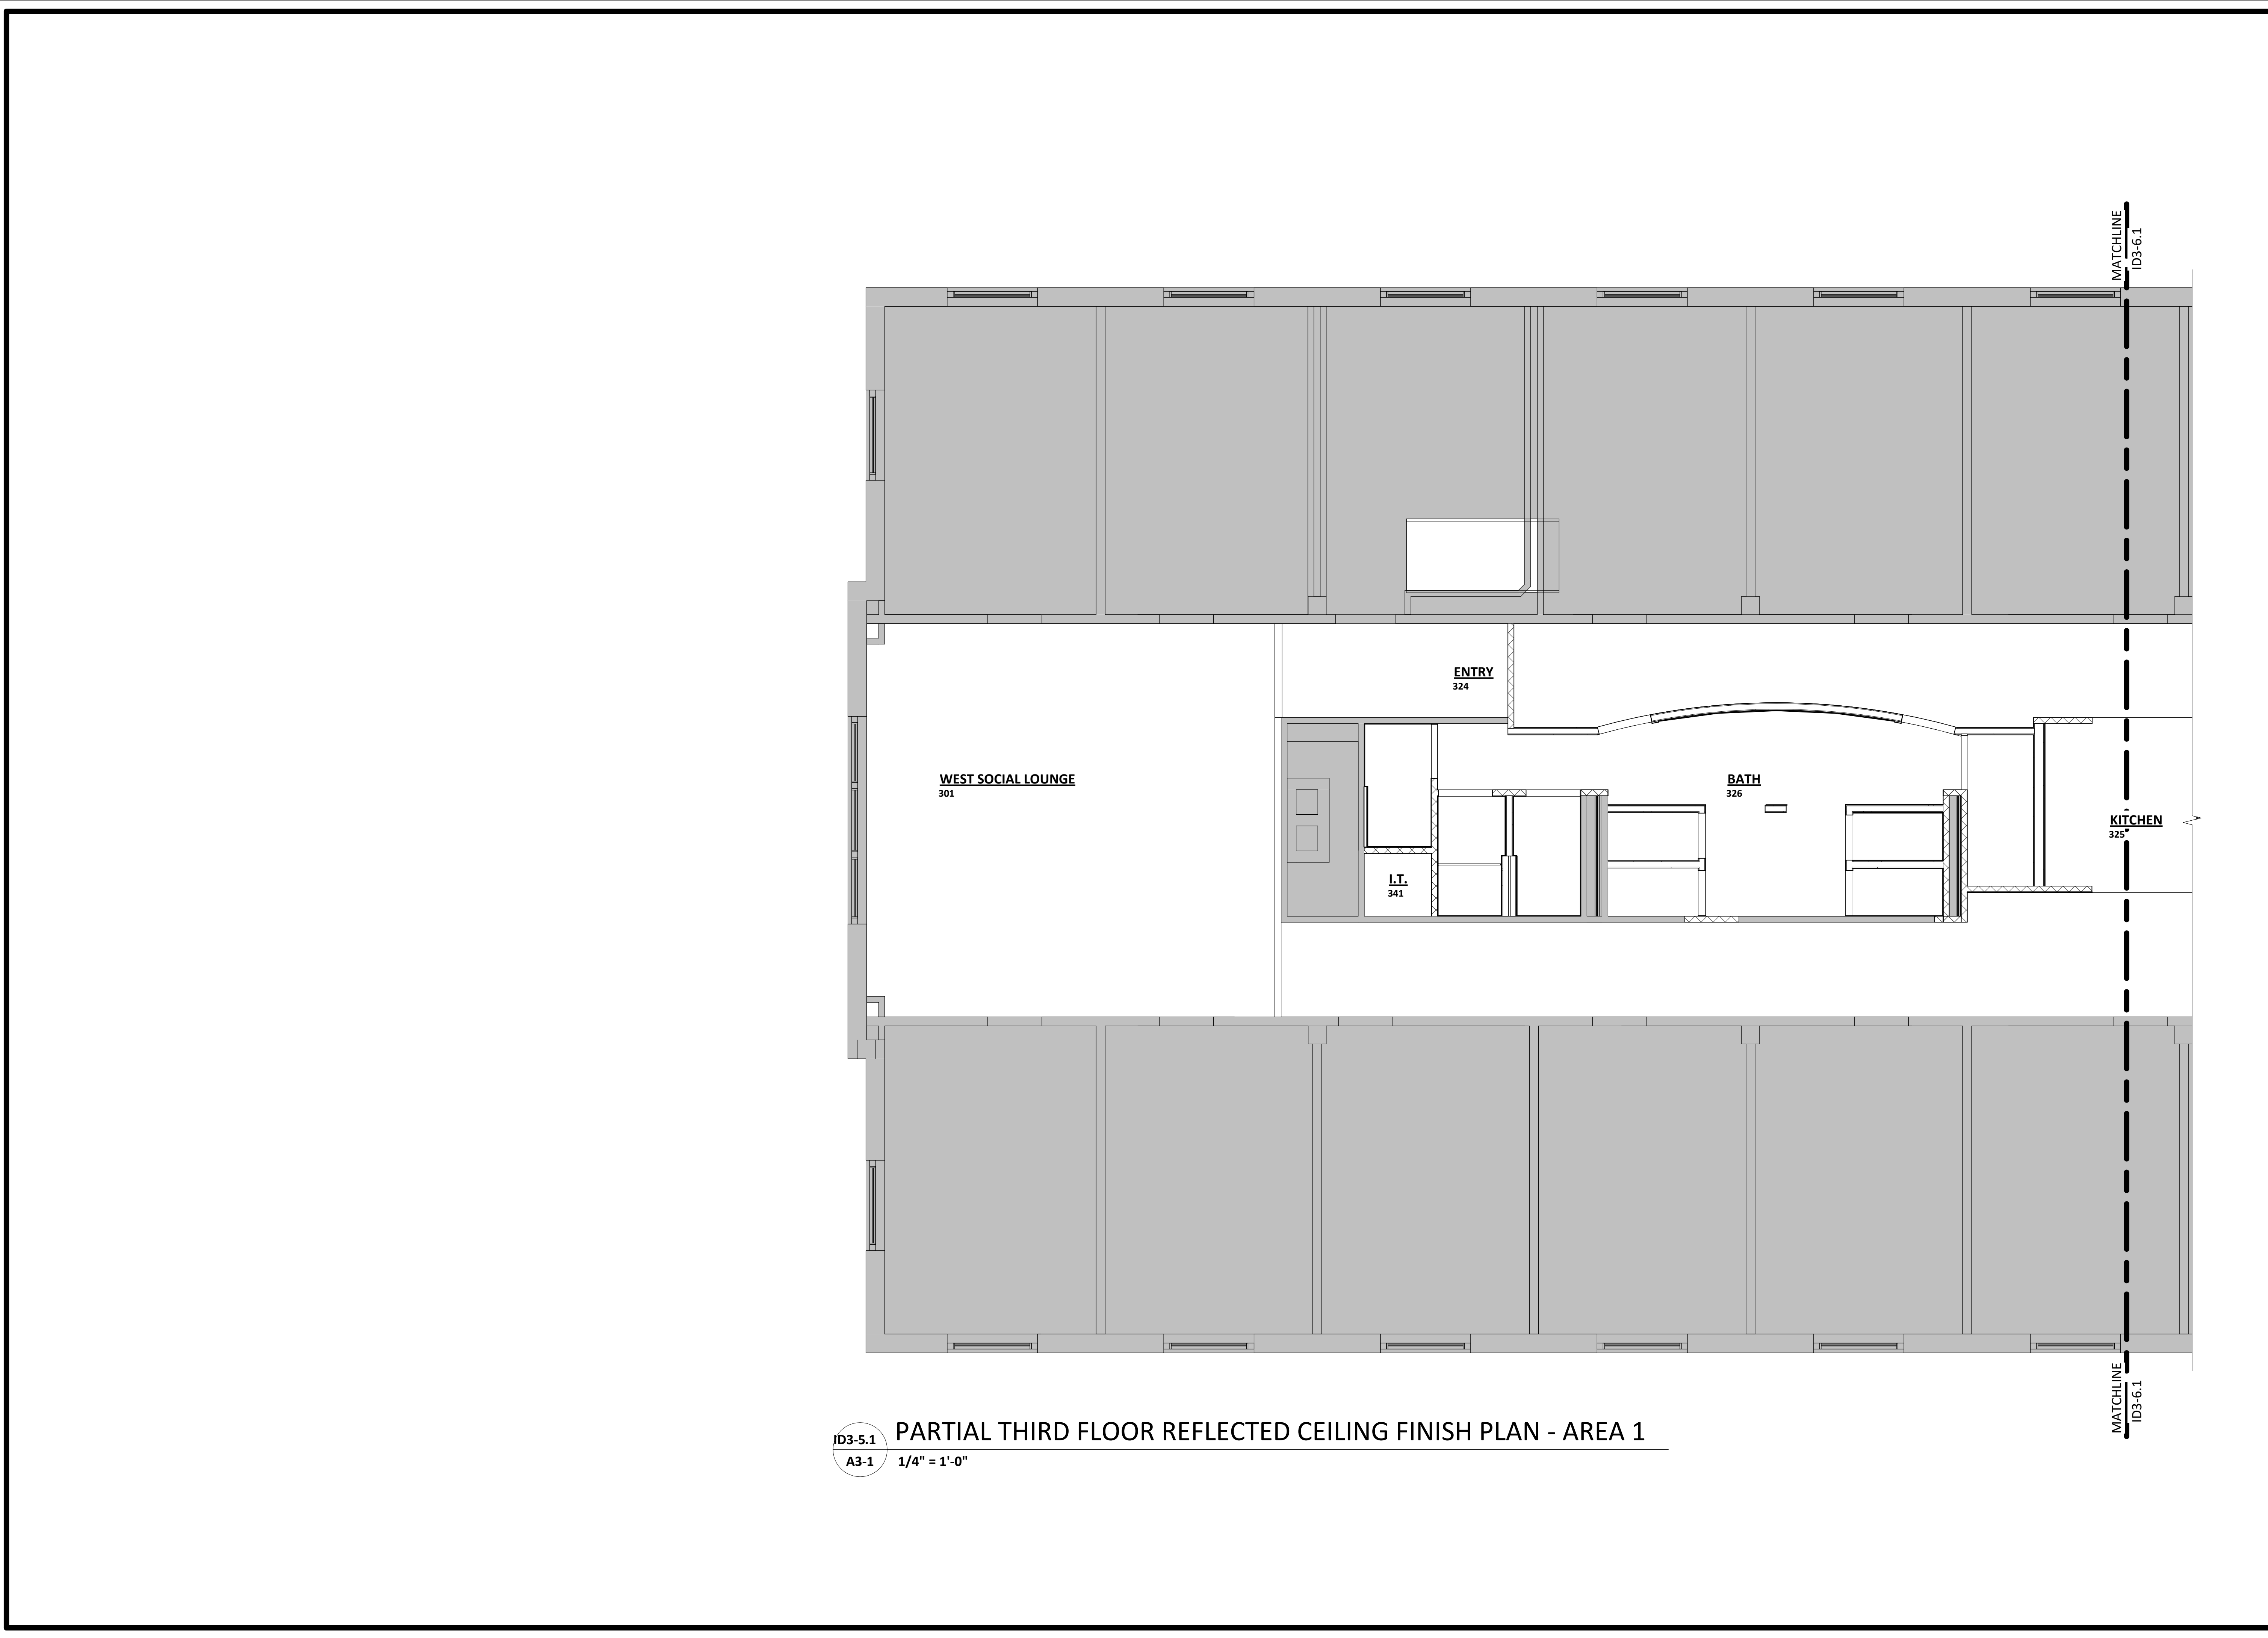 MATCHLINE
ID3-6.1
ENTRY
324
WEST SOCIAL LOUNGE
301
BATH
326
KITCHEN
325
I.T.
341
MATCHLINE
ID3-6.1
ID3-5.1
A3-1
PARTIAL THIRD FLOOR REFLECTED CEILING FINISH PLAN - AREA 1
1/4" = 1'-0"